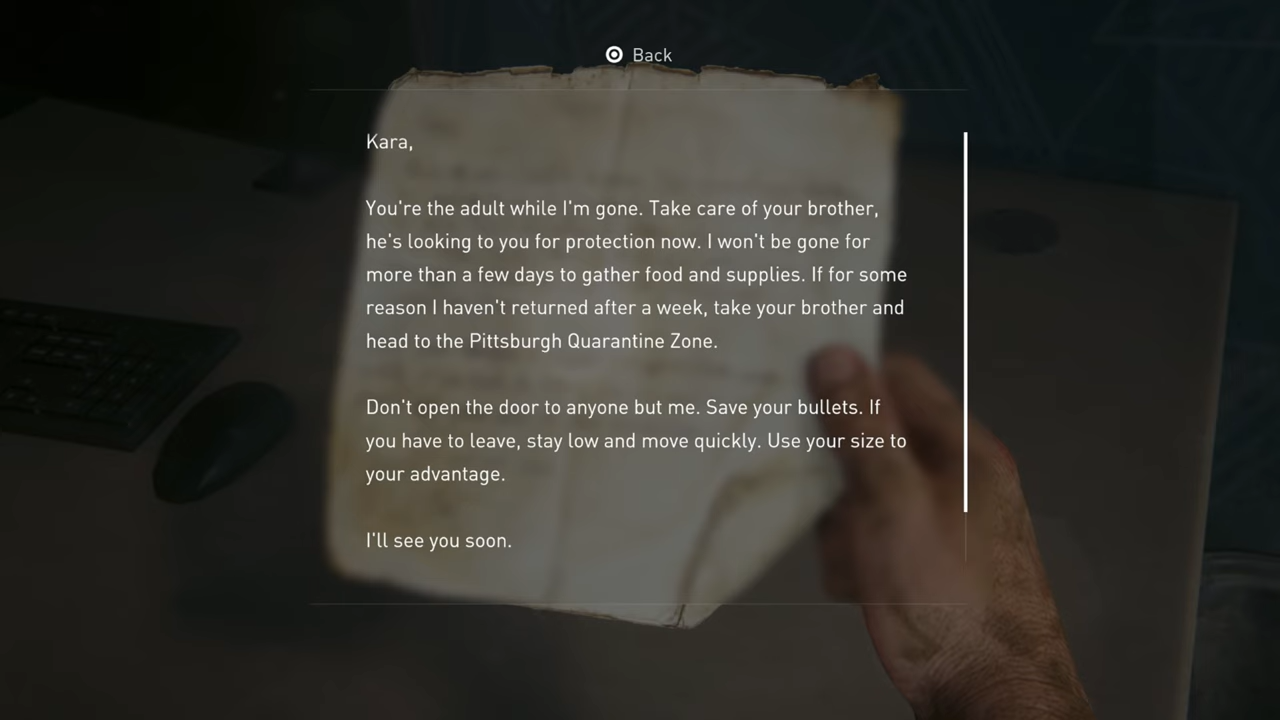 Back
Kara,
You're the adult while I'm gone. Take care of your brother,
he's looking to you for protection now. I won't be gone for
more than a few days to gather food and supplies. If for some
reason I haven't returned after a week, take your brother and
head to the Pittsburgh Quarantine Zone.
Don't open the door to anyone but me. Save your bullets. If
you have to leave, stay low and move quickly. Use your size to
your advantage.
I'll see you soon.